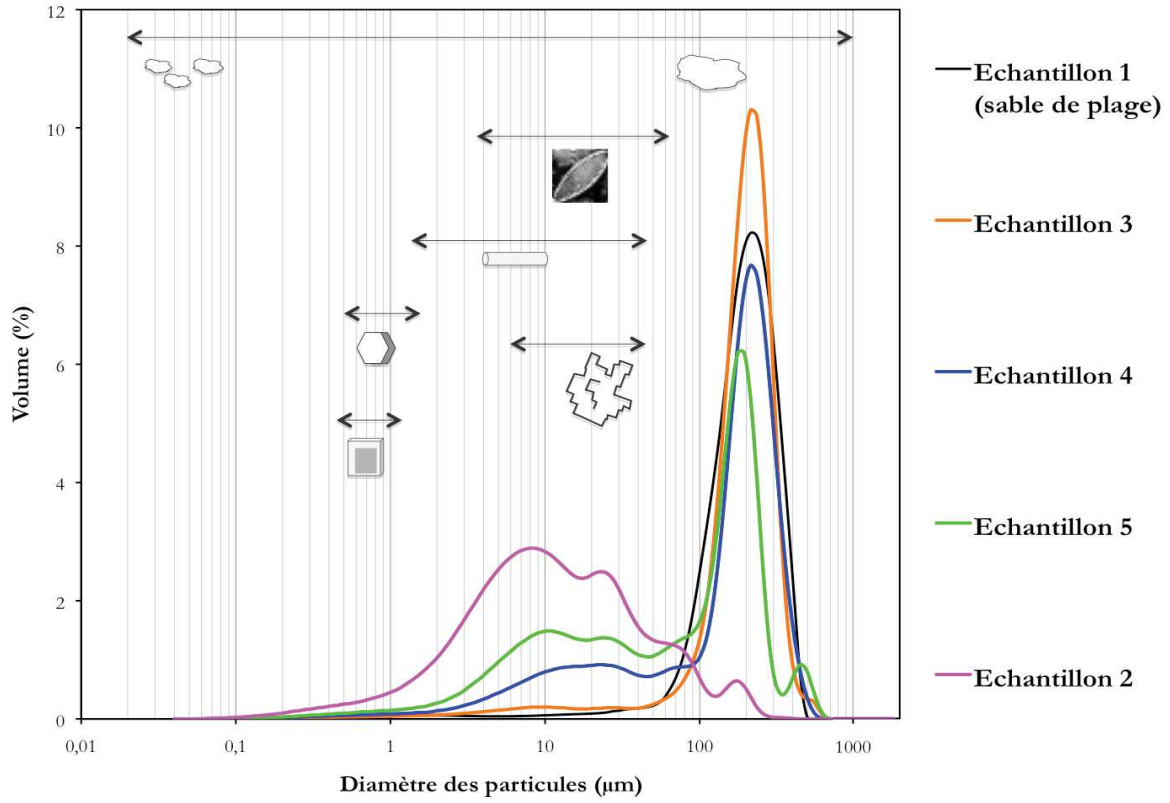 12
10
8
6
4
2
0
Volume (%)
0,01
0,1
1
10
100
1000
Diamètre des particules (µm)
Echantillon 1
(sable de plage)
Echantillon 3
Echantillon 4
Echantillon 5
Echantillon 2